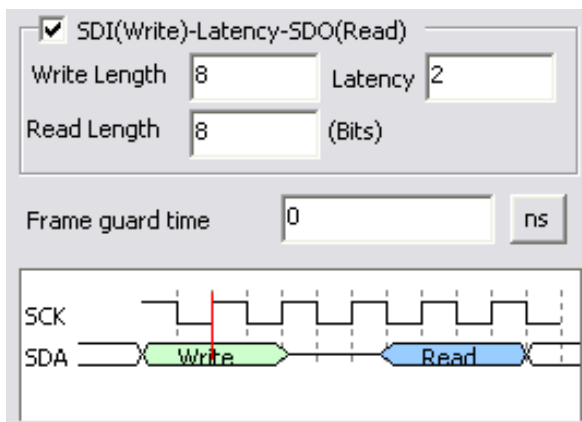 SDI(Write)-Latency-SDO(Read)
Write Length 8 Latency 2
Read Length 8 (Bits)
Frame guard time 0 ns
SCK
SDA Write Read